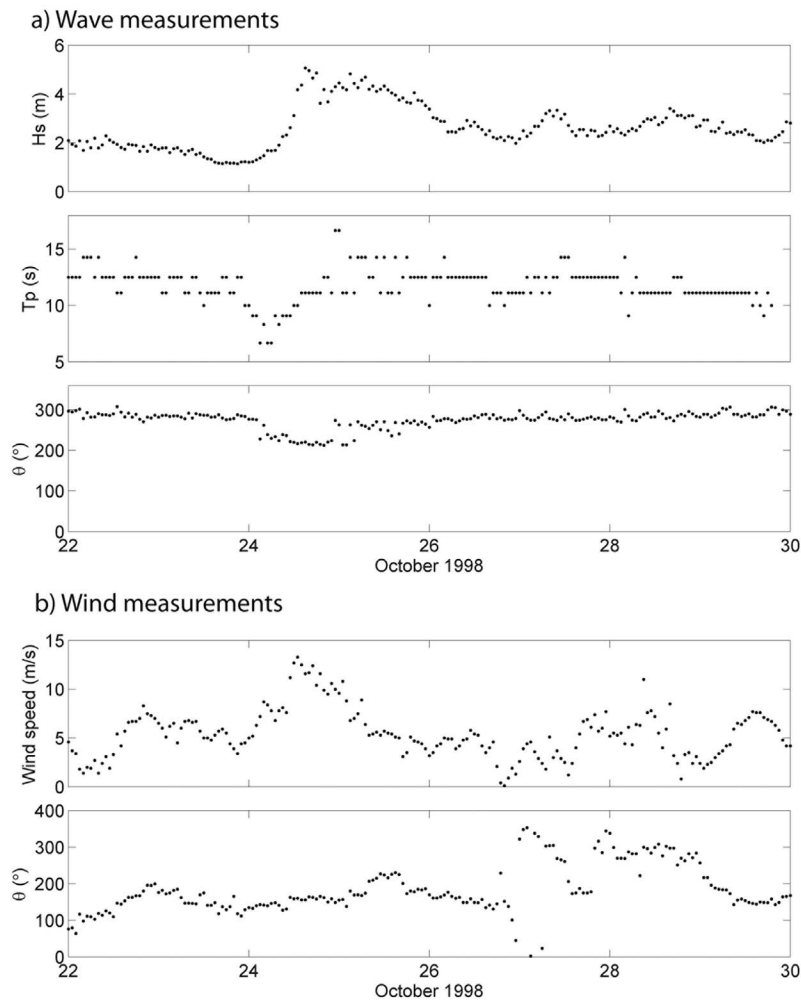 a) Wave measurements
6
4
2
0
Hs (m)
15
10
5
Tp (s)
300
200
100
0
θ (°)
22 24 26 28 30
October 1998
b) Wind measurements
15
10
5
0
Wind speed (m/s)
400
300
200
100
0
θ (°)
22 24 26 28 30
October 1998